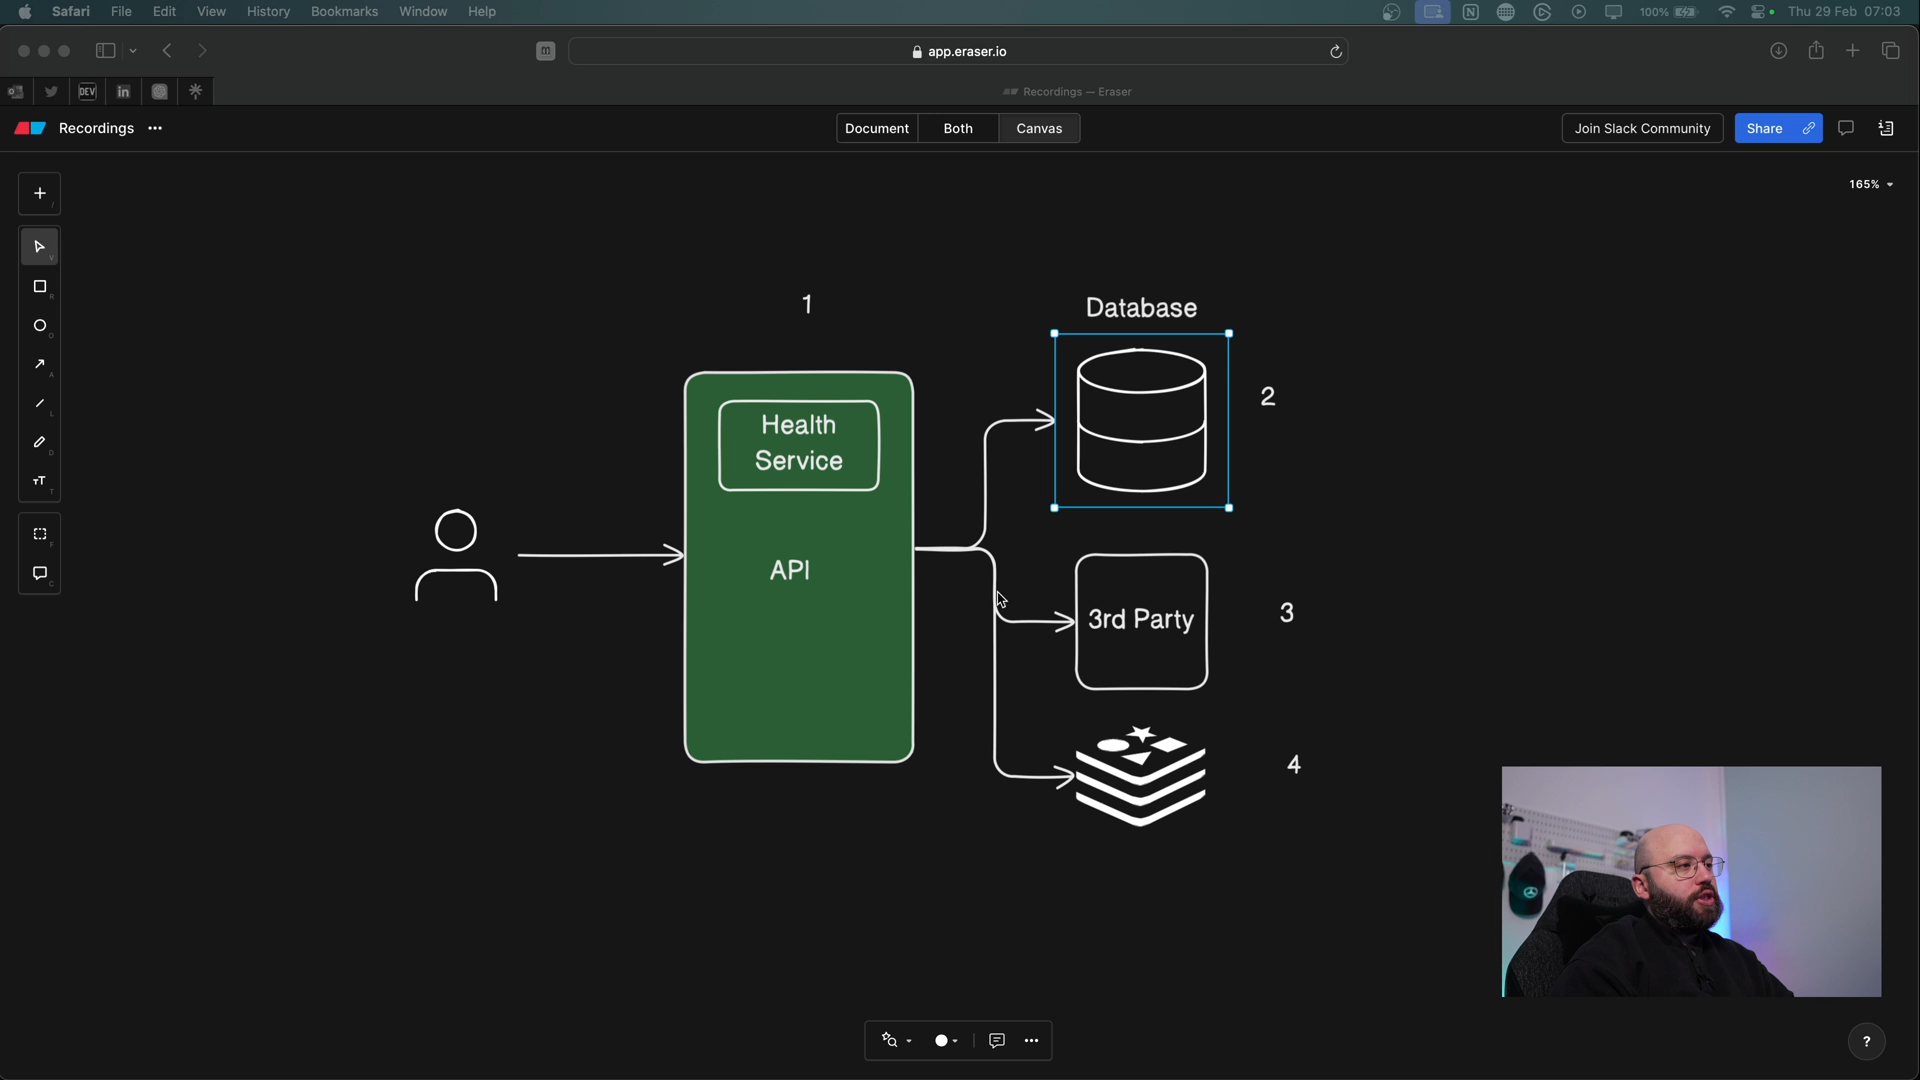 Safari File Edit View History Bookmarks Window Help
100%
Thu 29 Feb 07:03
m
app.eraser.io
DEV
in
Recordings — Eraser
Recordings
Document Both Canvas
Join Slack Community
Share
165%
/
V
R
O
A
L
D
T
F
C
1
Database
Health
Service
2
API
3rd Party
3
4
?